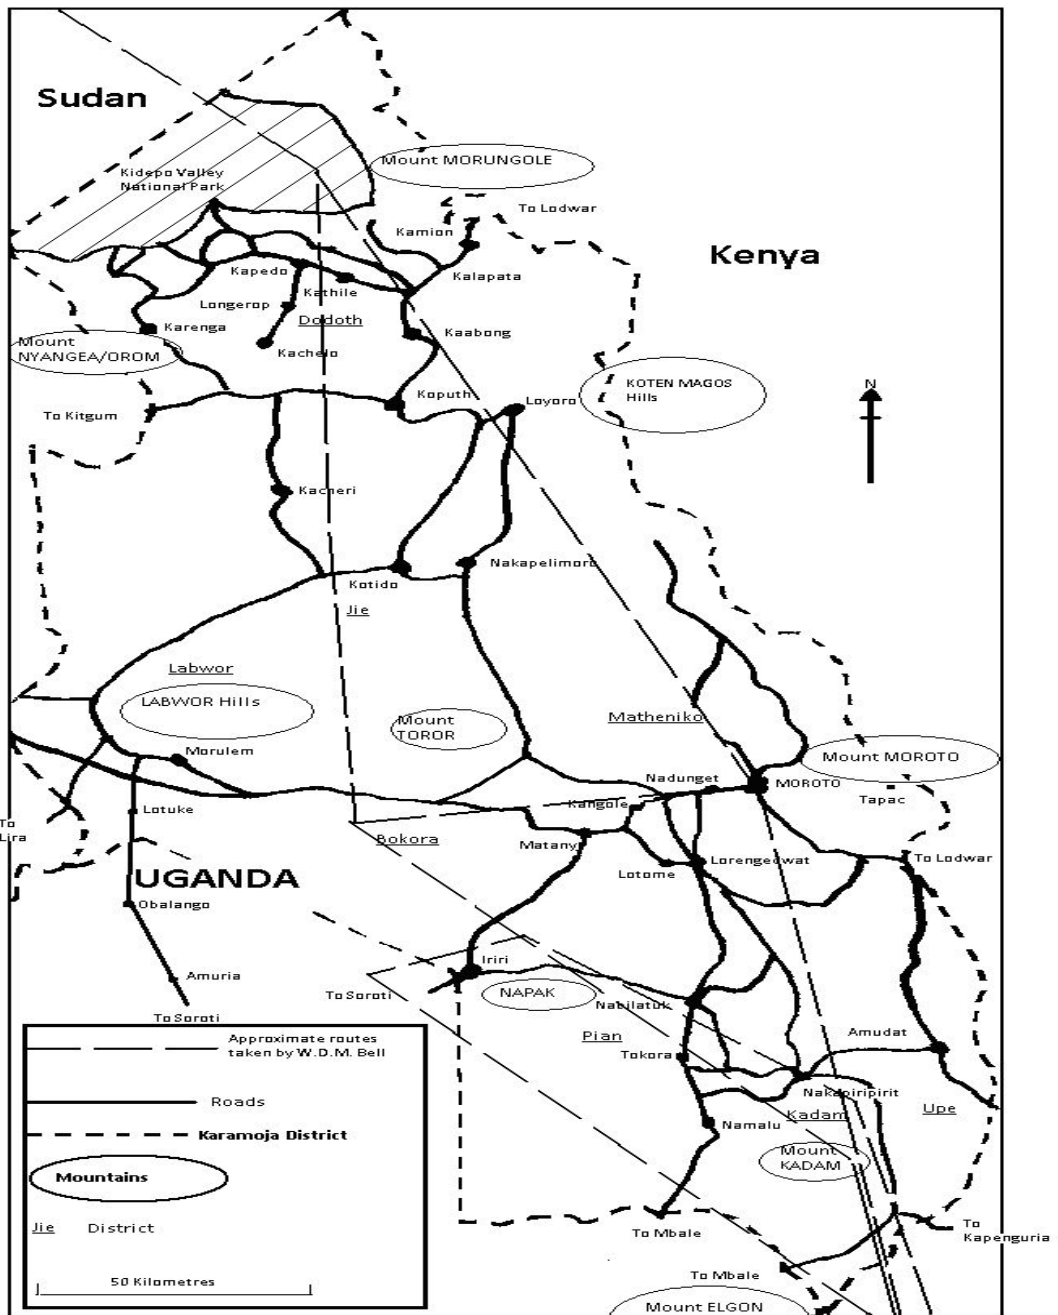 Sudan
Mount MORUNGOLE
Kidepo Valley
National Park
To Lodwar
Kamion
Kenya
Kapedo
Kalapata
Kathile
Longerop
Dodoth
Karenga
Kaabong
Mount
NYANGEA/OROM
Kachelo
N
KOTEN MAGOS
Hills
Koputh
Loyoro
To Kitgum
Kacheri
Nakapelimoru
Kotido
Jie
Labwor
LABWOR Hills
Mount
TOROR
Matheniko
Morulem
Mount MOROTO
Nadunget
MOROTO
Tapac
Kangole
Lotuke
To
Lira
Bokora
Matany
Lotome
Lorengedwat
To Lodwar
UGANDA
Obalango
Iriri
Amuria
To Soroti
NAPAK
Nabilatuk
To Soroti
Pian
Amudat
Tokora
Nakapiripirit
Kadam
Upe
Namalu
Mount
KADAM
To Mbale
To
Kapenguria
To Mbale
Mount ELGON
Approximate routes
taken by W.D.M. Bell
Roads
Karamoja District
Mountains
Jie District
50 Kilometres